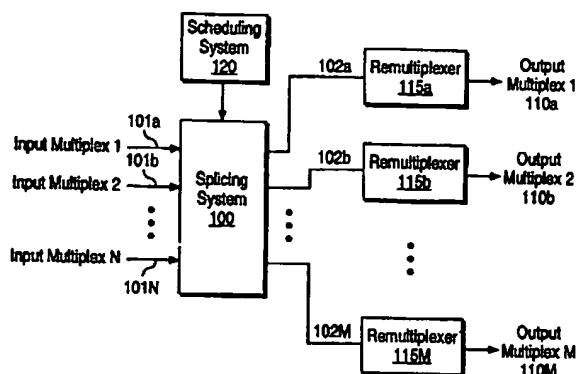 Scheduling
System
120
102a
Remultiplexer
115a
Output
Multiplex 1
110a
101a
Input Multiplex 1
101b
Input Multiplex 2
Splicing
System
100
102b
Remultiplexer
115b
Output
Multiplex 2
110b
Input Multiplex N
101N
102M
Remultiplexer
115M
Output
Multiplex M
110M